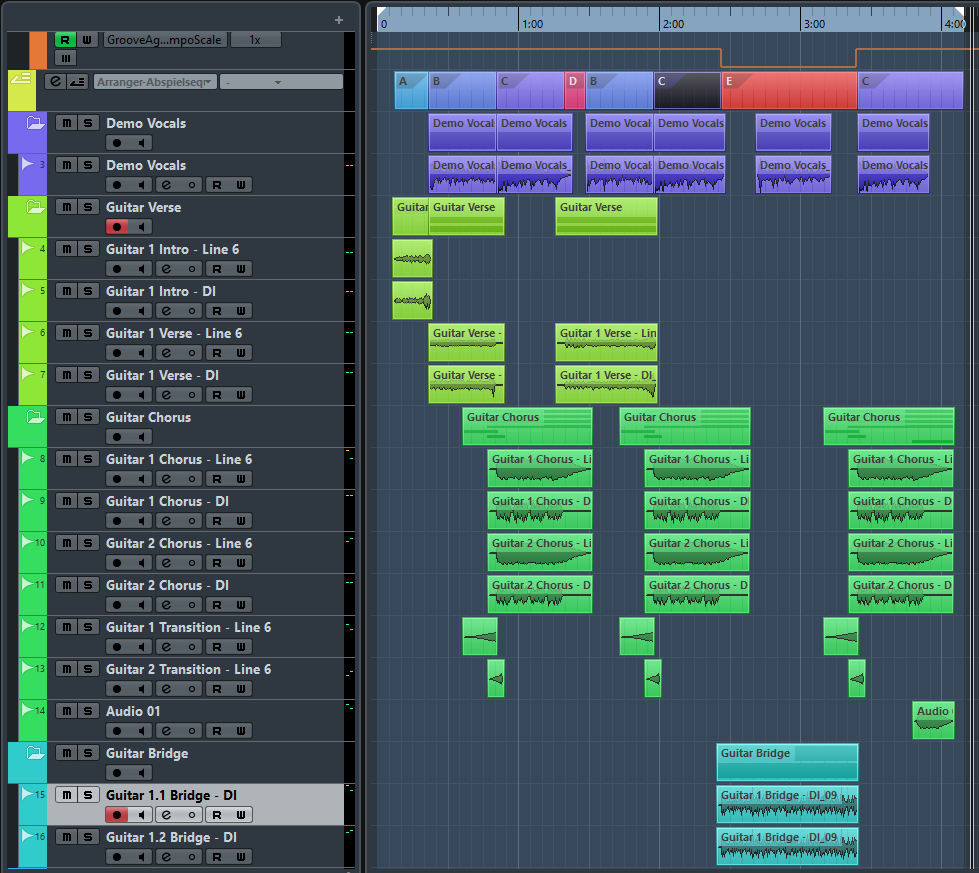 +
0 1:00 2:00 3:00 4:00
R W GrooveAg...mpoScale 1x
e Arranger-Abspielseq -
A B C D B C E C
m S Demo Vocals
Demo Vocal Demo Vocals Demo Vocal Demo Vocals Demo Vocals Demo Vocals
3 m S Demo Vocals
e R W
Demo Vocal Demo Vocals Demo Vocal Demo Vocals Demo Vocals_ Demo Vocals
m S Guitar Verse
Guitar Guitar Verse Guitar Verse
4 m S Guitar 1 Intro - Line 6
e R W
5 m S Guitar 1 Intro - DI
e R W
6 m S Guitar 1 Verse - Line 6
e R W
Guitar Verse - Guitar 1 Verse - Lin
7 m S Guitar 1 Verse - DI
e R W
Guitar Verse - Guitar 1 Verse - DI_
m S Guitar Chorus
Guitar Chorus Guitar Chorus Guitar Chorus
8 m S Guitar 1 Chorus - Line 6
e R W
Guitar 1 Chorus - Li Guitar 1 Chorus - Li Guitar 1 Chorus - Li
9 m S Guitar 1 Chorus - DI
e R W
Guitar 1 Chorus - D Guitar 1 Chorus - D Guitar 1 Chorus - D
10 m S Guitar 2 Chorus - Line 6
e R W
Guitar 2 Chorus - Li Guitar 2 Chorus - Li Guitar 2 Chorus - Li
11 m S Guitar 2 Chorus - DI
e R W
Guitar 2 Chorus - D Guitar 2 Chorus - D Guitar 2 Chorus - D
12 m S Guitar 1 Transition - Line 6
e R W
13 m S Guitar 2 Transition - Line 6
e R W
14 m S Audio 01
e R W
Audio
m S Guitar Bridge
Guitar Bridge
15 m S Guitar 1.1 Bridge - DI
e R W
Guitar 1 Bridge - DI_09
16 m S Guitar 1.2 Bridge - DI
e R W
Guitar 1 Bridge - DI_09